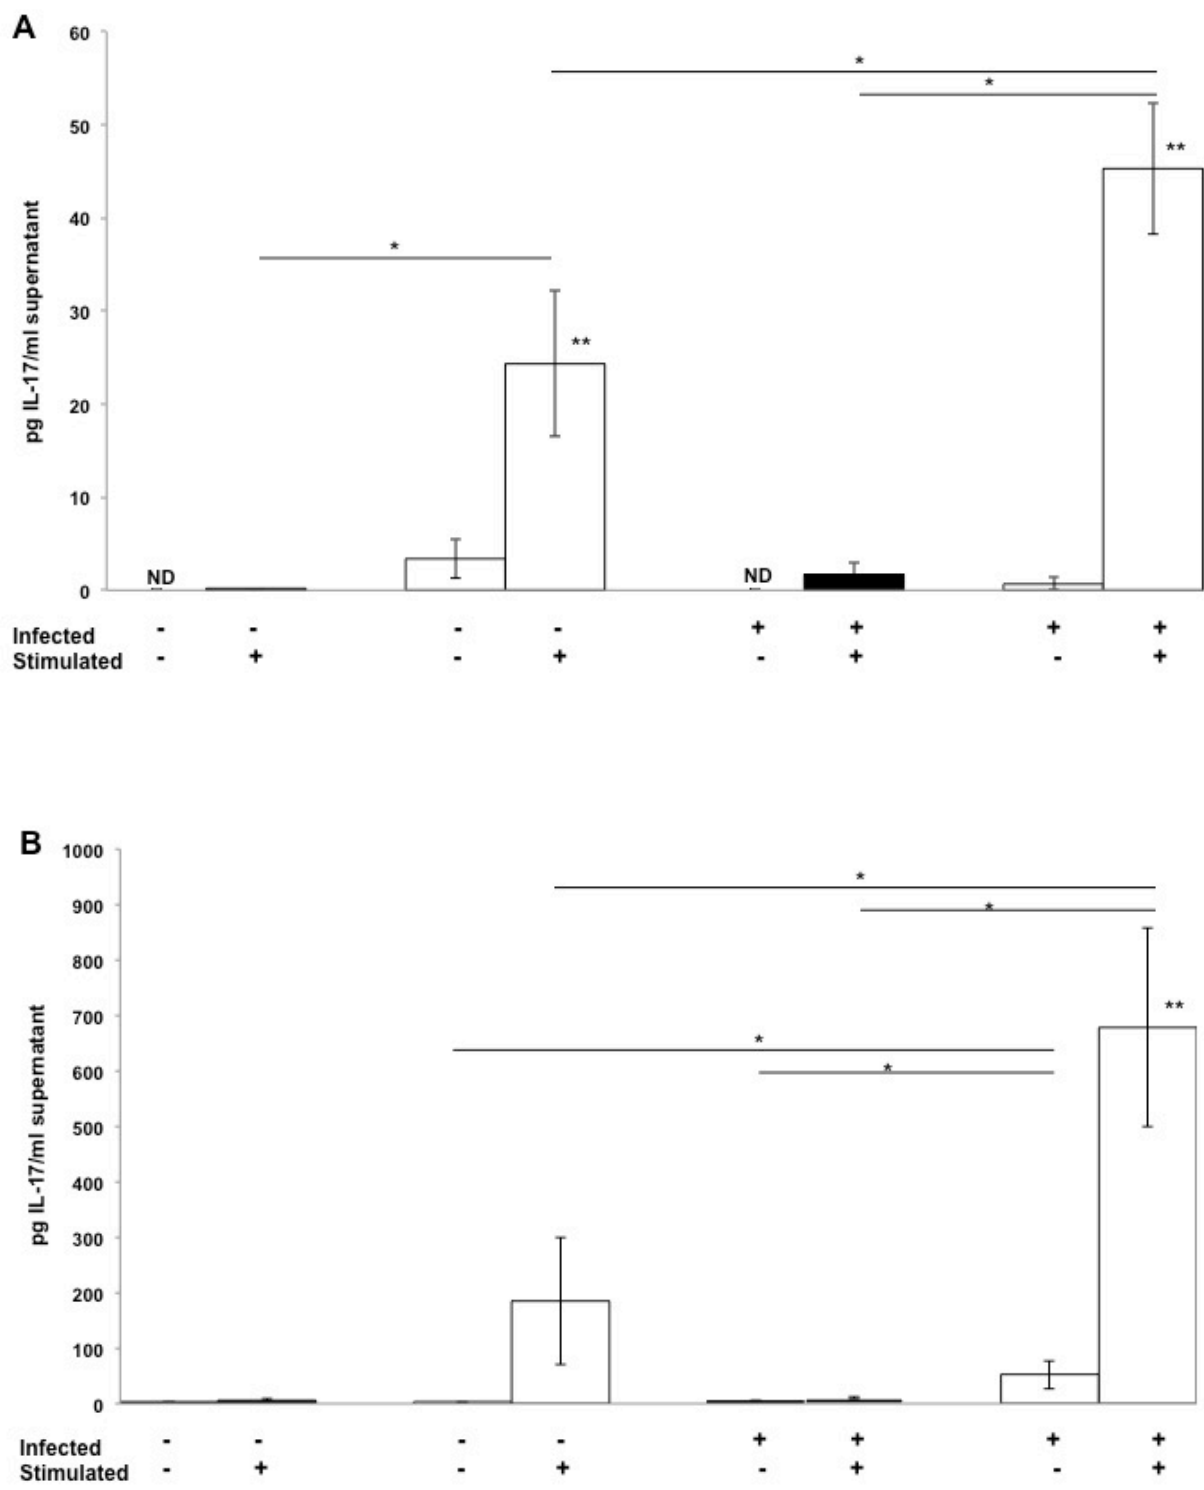 A
60
*
*
50
**
40
*
30
**
20
10
ND
ND
0
pg IL-17/ml supernatant
Infected - - - - + + + +
Stimulated - + - + - + - +
B
1000
*
900
*
800
700
**
*
600
*
500
400
300
200
100
0
pg IL-17/ml supernatant
Infected - - - - + + + +
Stimulated - + - + - + - +